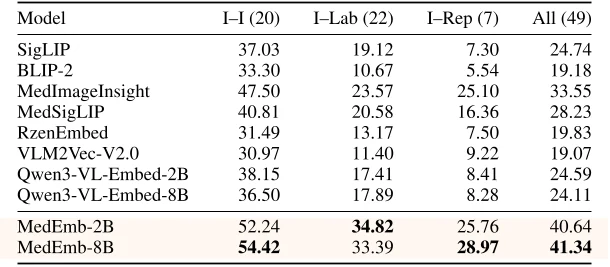 Model I–I (20) I–Lab (22) I–Rep (7) All (49)
SigLIP 37.03 19.12 7.30 24.74
BLIP-2 33.30 10.67 5.54 19.18
MedImageInsight 47.50 23.57 25.10 33.55
MedSigLIP 40.81 20.58 16.36 28.23
RzenEmbed 31.49 13.17 7.50 19.83
VLM2Vec-V2.0 30.97 11.40 9.22 19.07
Qwen3-VL-Embed-2B 38.15 17.41 8.41 24.59
Qwen3-VL-Embed-8B 36.50 17.89 8.28 24.11
MedEmb-2B 52.24 34.82 25.76 40.64
MedEmb-8B 54.42 33.39 28.97 41.34